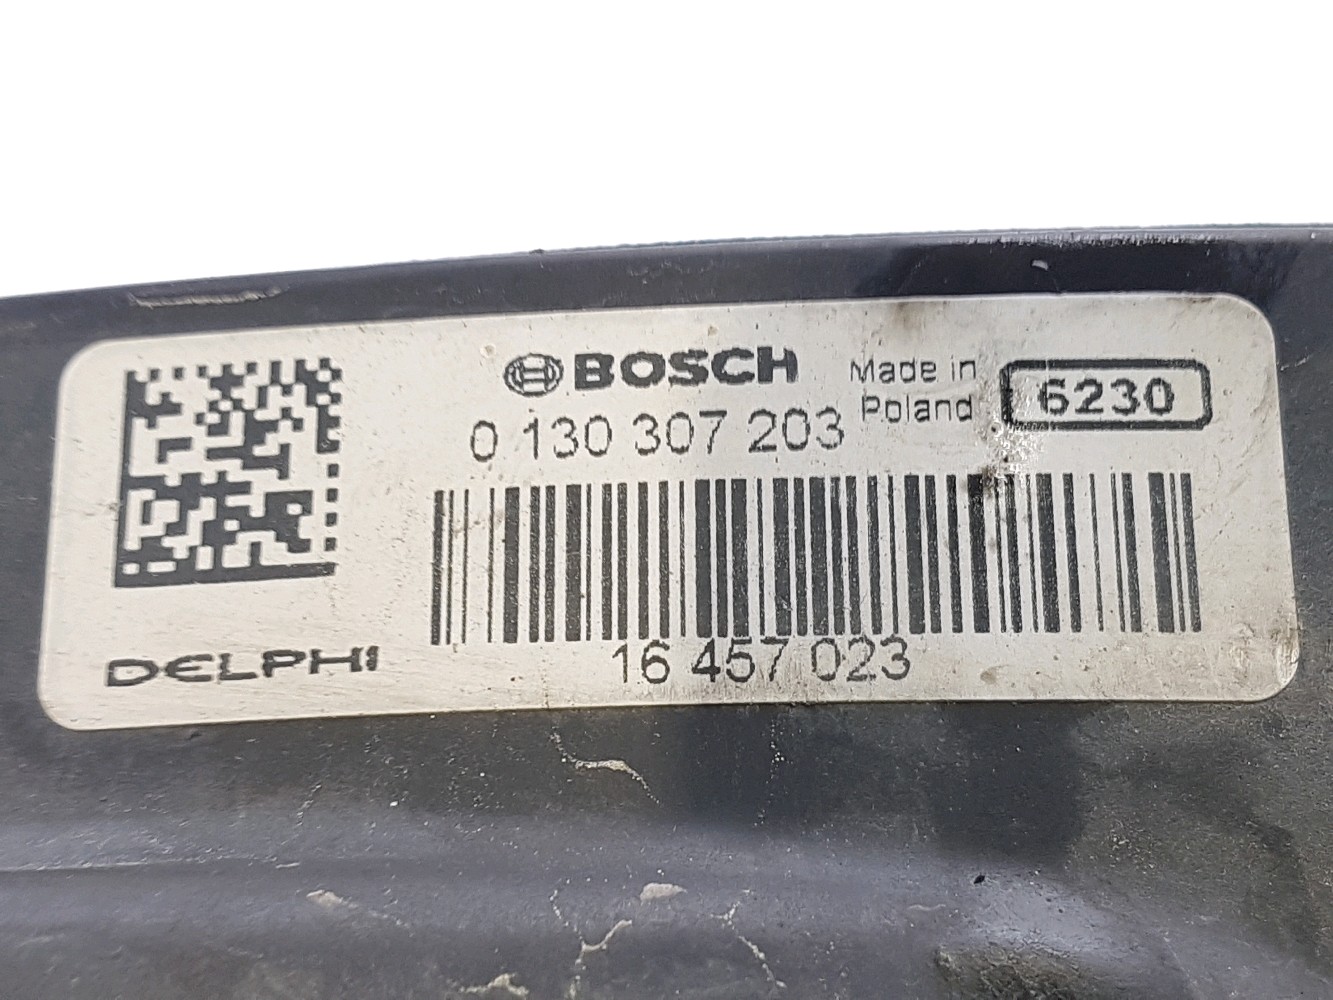 BOSCH
Made in
Poland
6230
0 130 307 203
DELPHI
16 457 023